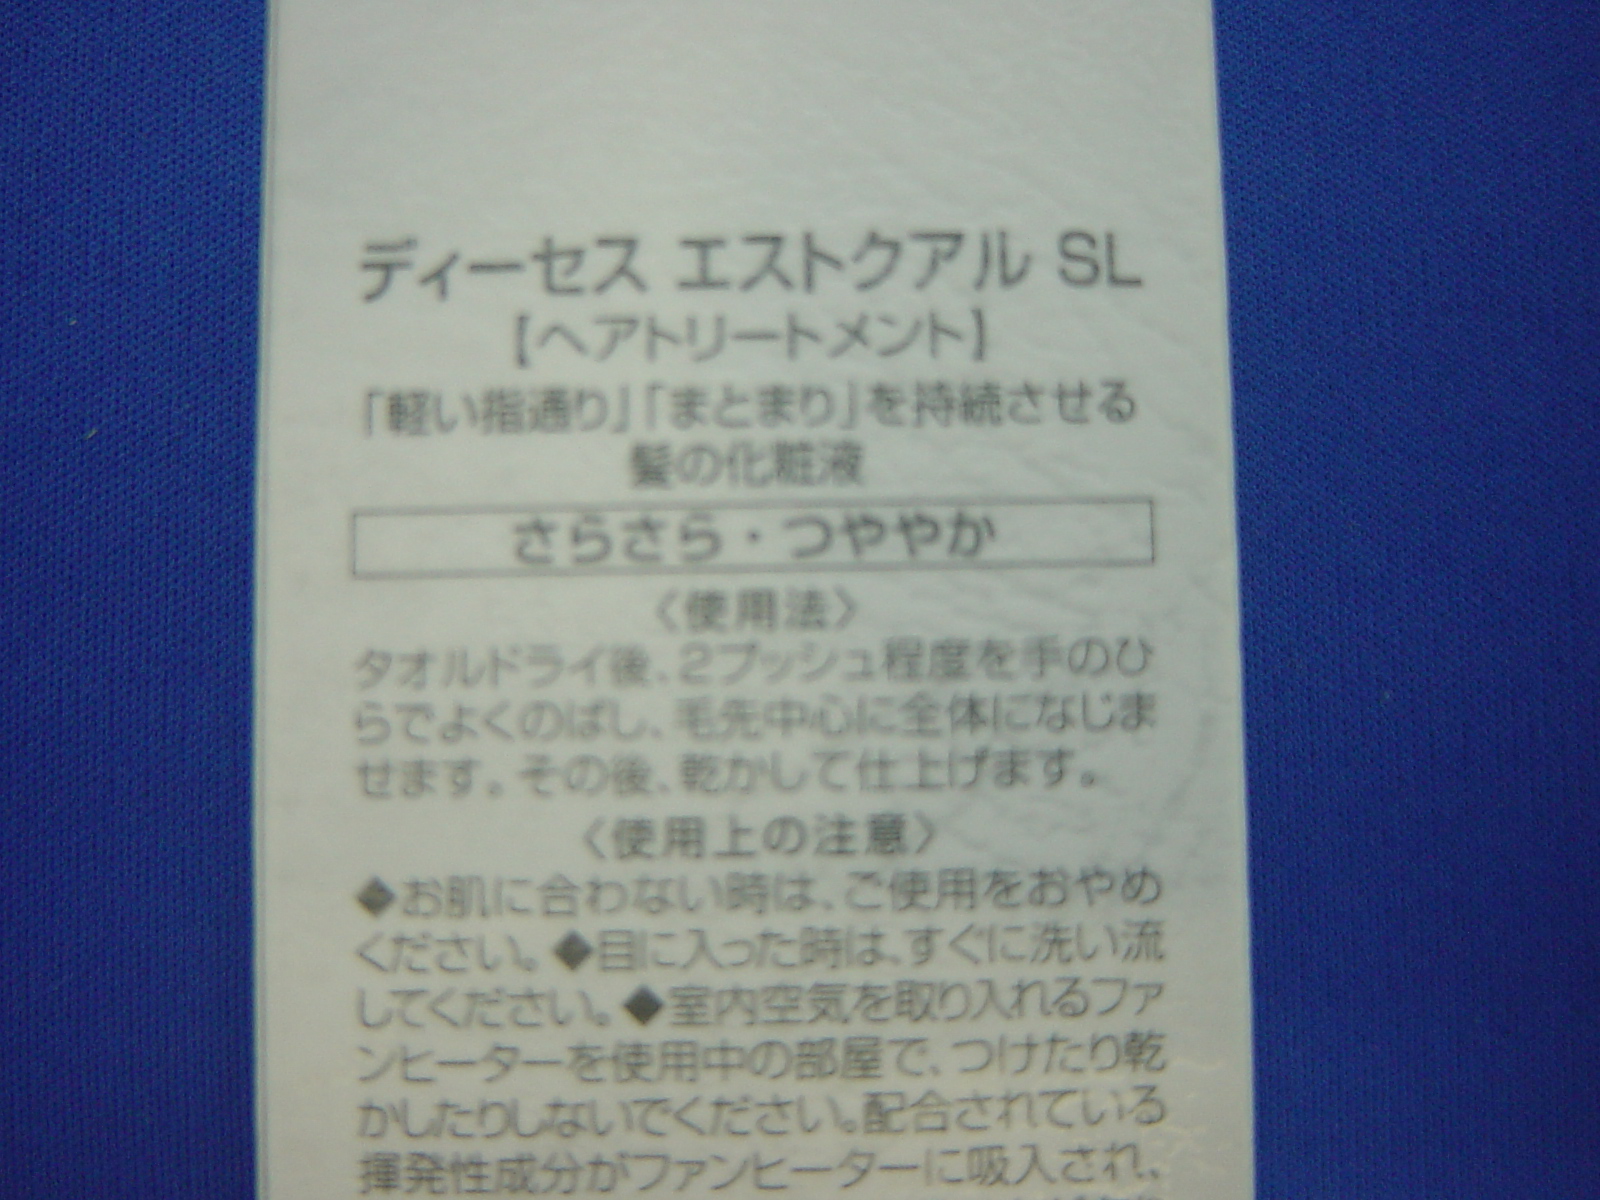 ディーセス エストクアル SL
【ヘアトリートメント】
「軽い指通り」「まとまり」を持続させる
髪の化粧液
さらさら・つややか
〈使用法〉
タオルドライ後、2プッシュ程度を手のひ
らでよくのばし、毛先中心に全体になじま
せます。その後、乾かして仕上げます。
〈使用上の注意〉
◆お肌に合わない時は、ご使用をおやめ
ください。◆目に入った時は、すぐに洗い流
してください。◆室内空気を取り入れるファ
ンヒーターを使用中の部屋で、つけたり乾
かしたりしないでください。配合されている
揮発性成分がファンヒーターに吸入され、